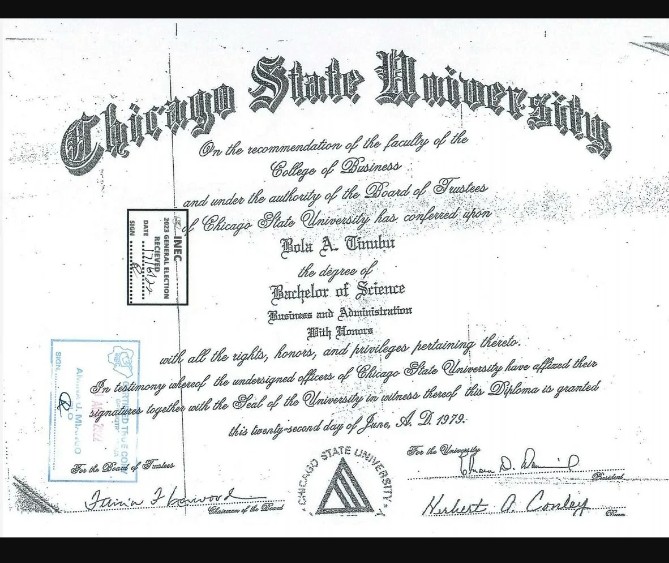 Chicago State University
On the recommendation of the faculty of the
College of Business
and under the authority of the Board of Trustees
of Chicago State University has conferred upon
Bola A. Tinubu
the degree of
Bachelor of Science
Business and Administration
With Honors
with all the rights, honors, and privileges pertaining thereto.
In testimony whereof the undersigned officers of Chicago State University have affixed their
signatures together with the Seal of the University in witness thereof this Diploma is granted
this twenty-second day of June, A. D. 1979.
INEC
2023 GENERAL ELECTION
RECIEVED
DATE
SIGN
SIGN
For the Board of Trustees
Chairman of the Board
CHICAGO STATE UNIVERSITY
For the University
President
Herbert A. Conley